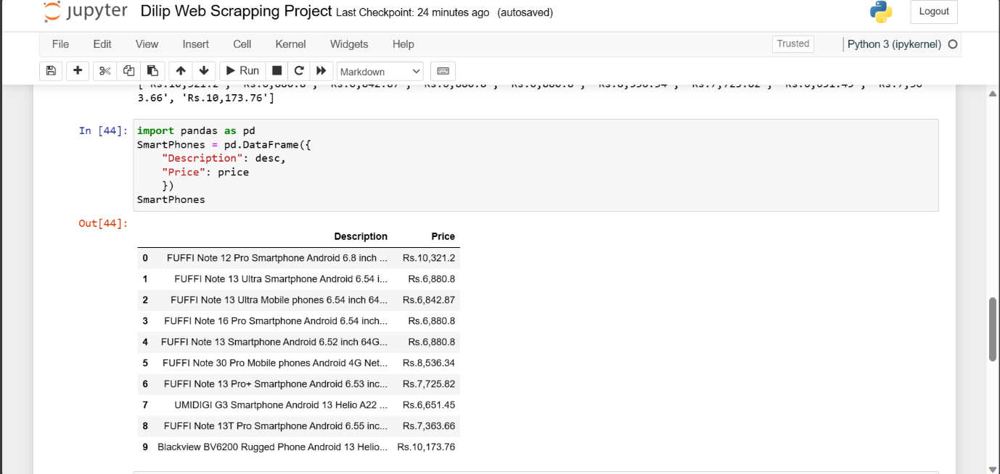 jupyter Dilip Web Scrapping Project Last Checkpoint: 24 minutes ago (autosaved) Logout
File Edit View Insert Cell Kernel Widgets Help Trusted Python 3 (ipykernel)
Run Markdown
3.66', 'Rs.10,173.76']
In [44]: import pandas as pd
SmartPhones = pd.DataFrame({
"Description": desc,
"Price": price
})
SmartPhones
Out[44]:
Description Price
0 FUFFI Note 12 Pro Smartphone Android 6.8 inch ... Rs.10,321.2
1 FUFFI Note 13 Ultra Smartphone Android 6.54 i... Rs.6,880.8
2 FUFFI Note 13 Ultra Mobile phones 6.54 inch 64... Rs.6,842.87
3 FUFFI Note 16 Pro Smartphone Android 6.54 inch... Rs.6,880.8
4 FUFFI Note 13 Smartphone Android 6.52 inch 64G... Rs.6,880.8
5 FUFFI Note 30 Pro Mobile phones Android 4G Net... Rs.8,536.34
6 FUFFI Note 13 Pro+ Smartphone Android 6.53 inc... Rs.7,725.82
7 UMIDIGI G3 Smartphone Android 13 Helio A22 ... Rs.6,651.45
8 FUFFI Note 13T Pro Smartphone Android 6.55 inc... Rs.7,363.66
9 Blackview BV6200 Rugged Phone Android 13 Helio... Rs.10,173.76